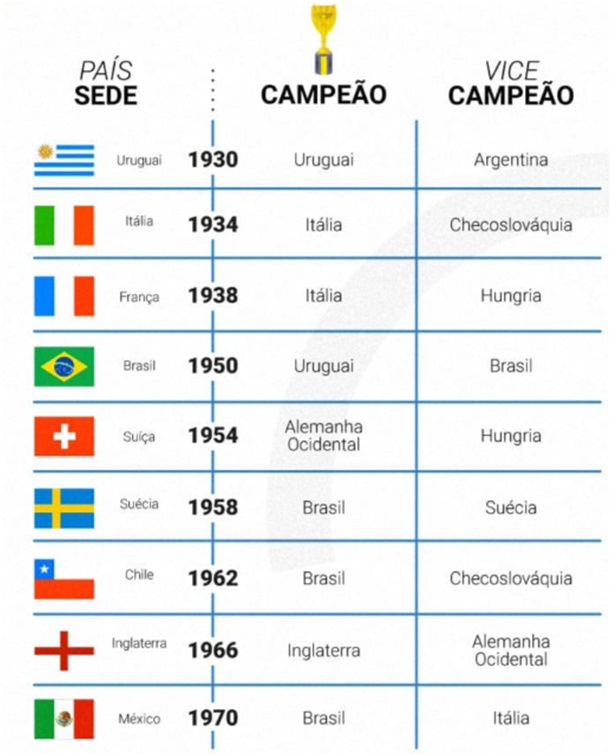 PAÍS
SEDE
CAMPEÃO
VICE
CAMPEÃO
Uruguai 1930 Uruguai Argentina
Itália 1934 Itália Checoslováquia
França 1938 Itália Hungria
Brasil 1950 Uruguai Brasil
Suíça 1954 Alemanha
Ocidental Hungria
Suécia 1958 Brasil Suécia
Chile 1962 Brasil Checoslováquia
Inglaterra 1966 Inglaterra Alemanha
Ocidental
México 1970 Brasil Itália